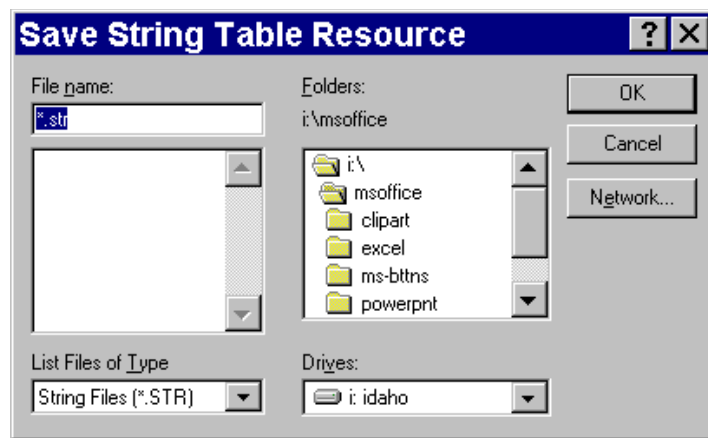 Save String Table Resource
File name:
*.str
Folders:
i:\msoffice
i:\
msoffice
clipart
excel
ms-bttns
powerpnt
OK
Cancel
Network...
List Files of Type
String Files (*.STR)
Drives:
i: idaho